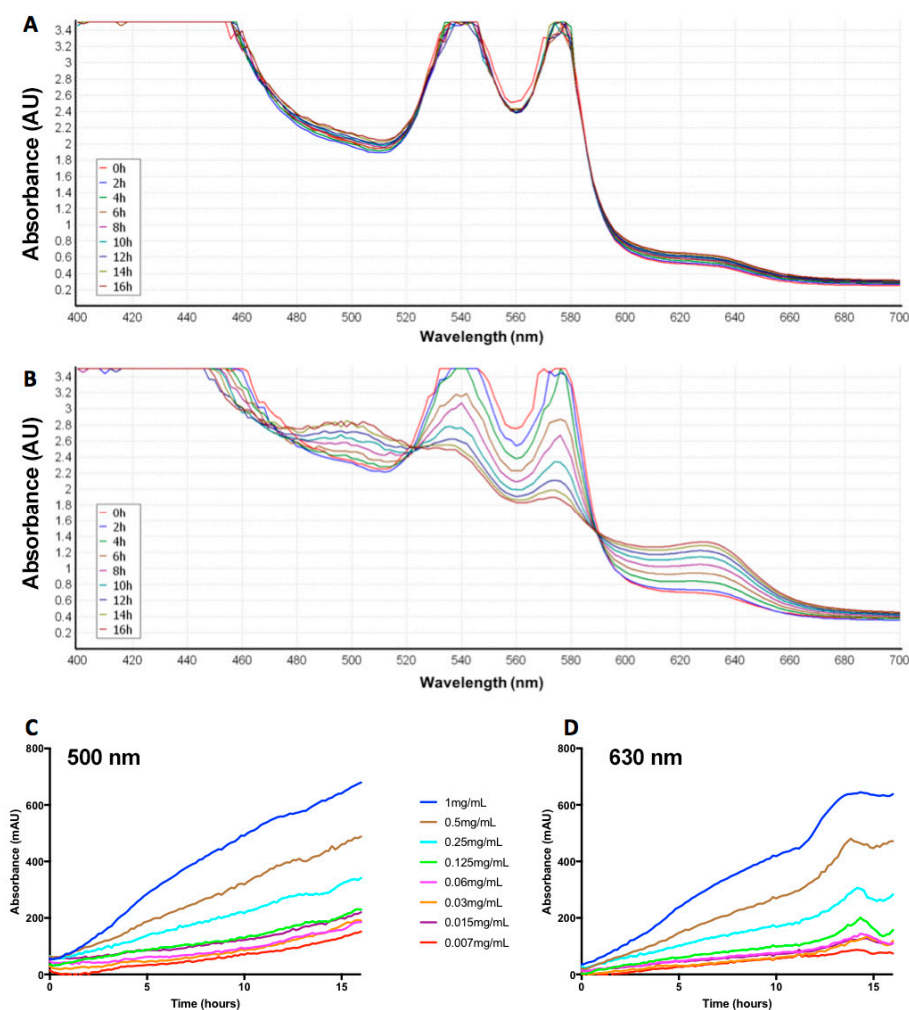 A
Absorbance (AU)
3.4
3.2
3
2.8
2.6
2.4
2.2
2
1.8
1.6
1.4
1.2
1
0.8
0.6
0.4
0.2
0h
2h
4h
6h
8h
10h
12h
14h
16h
400 420 440 460 480 500 520 540 560 580 600 620 640 660 680 700
Wavelength (nm)
B
Absorbance (AU)
3.4
3.2
3
2.8
2.6
2.4
2.2
2
1.8
1.6
1.4
1.2
1
0.8
0.6
0.4
0.2
0h
2h
4h
6h
8h
10h
12h
14h
16h
400 420 440 460 480 500 520 540 560 580 600 620 640 660 680 700
Wavelength (nm)
C
500 nm
Absorbance (mAU)
800
600
400
200
0
0 5 10 15
Time (hours)
1mg/mL
0.5mg/mL
0.25mg/mL
0.125mg/mL
0.06mg/mL
0.03mg/mL
0.015mg/mL
0.007mg/mL
D
630 nm
Absorbance (mAU)
800
600
400
200
0
0 5 10 15
Time (hours)